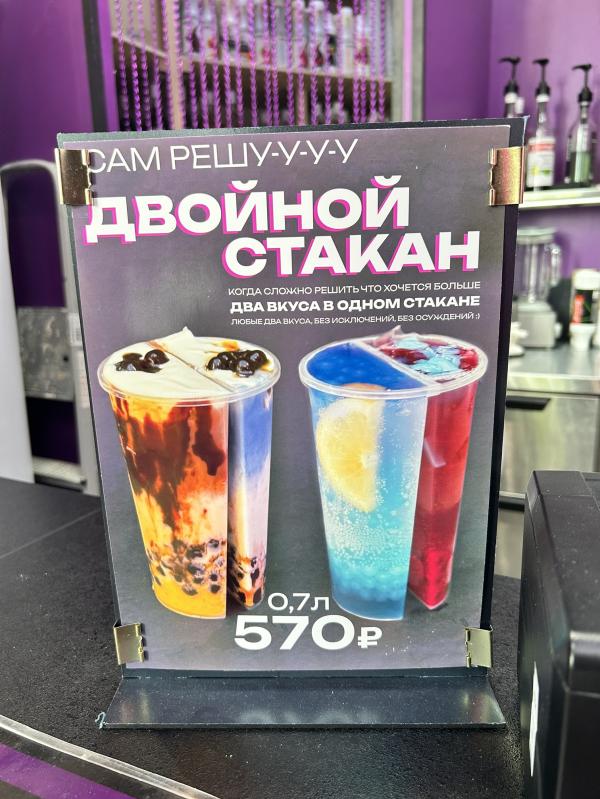 САМ РЕШУ-У-У-У
ДВОЙНОЙ
СТАКАН
КОГДА СЛОЖНО РЕШИТЬ ЧТО ХОЧЕТСЯ БОЛЬШЕ
ДВА ВКУСА В ОДНОМ СТАКАНЕ
ЛЮБЫЕ ДВА ВКУСА, БЕЗ ИСКЛЮЧЕНИЙ, БЕЗ ОСУЖДЕНИЙ :)
0,7л
570₽